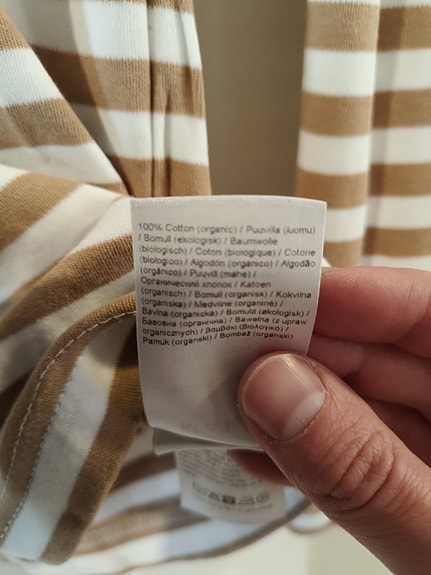 100% Cotton (organic) / Puuvilla (luomu)
/ Bomull (ekologisk) / Baumwolle
(biologisch) / Coton (biologique) / Cotone
(biologico) / Algodón (organico) / Algodão
(orgânico) / Puuvill (mahe) /
Органический хлопок / Katoen
(organisch) / Bomull (organisk) / Kokvilna
(organiska) / Medvilnė (organinė) /
Bavlna (organická) / Bomuld (økologisk) /
Бавовна (органічна) / Bawełna (z upraw
organicznych) / βαμβάκι (βιολογικό) /
Pamuk (organski) / Bombaž (organski)